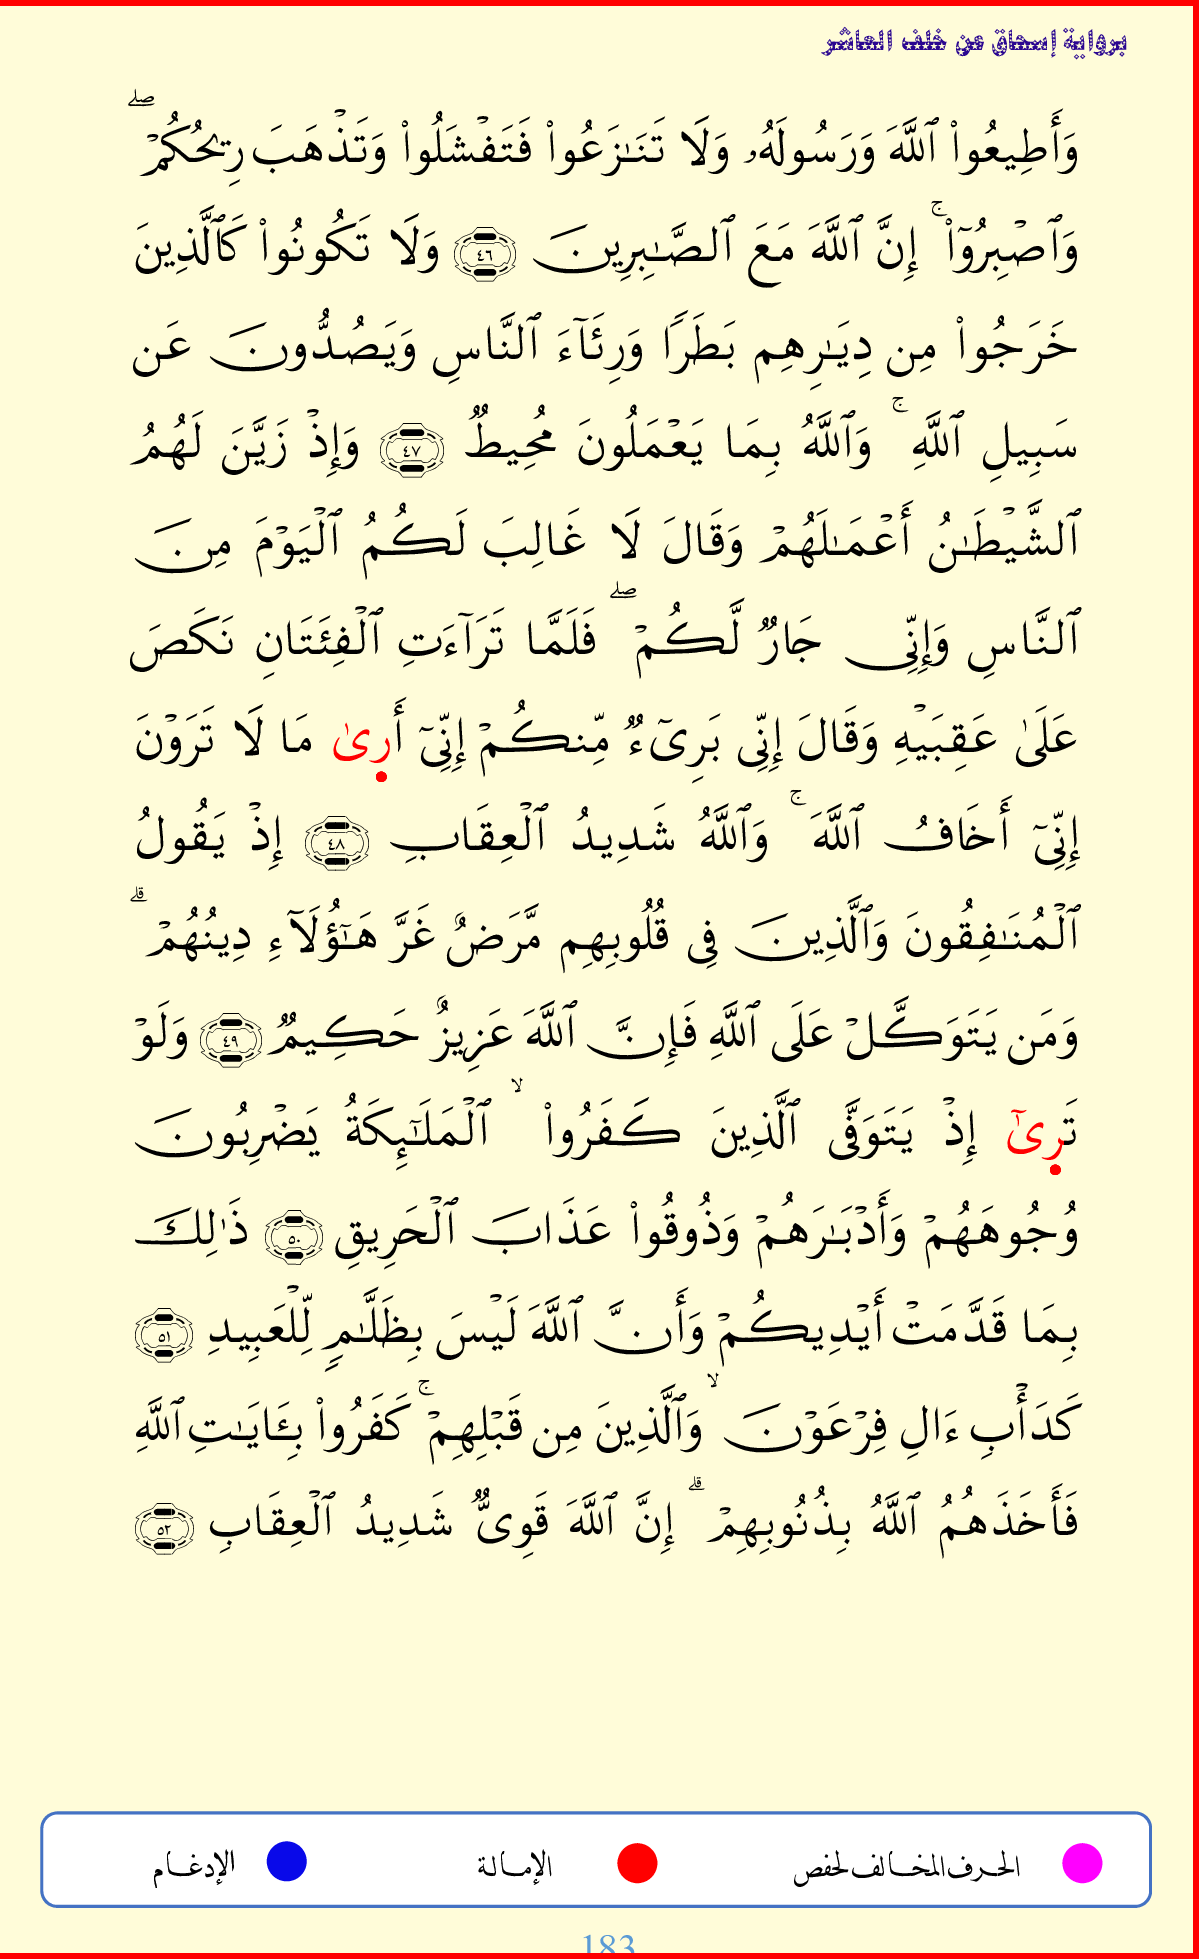 برواية إسحاق عن خلف العاشر
وَأَطِيعُوا۟ ٱللَّهَ وَرَسُولَهُۥ وَلَا تَنَـٰزَعُوا۟ فَتَفْشَلُوا۟ وَتَذْهَبَ رِيحُكُمْ ۖ
وَٱصْبِرُوٓا۟ ۚ إِنَّ ٱللَّهَ مَعَ ٱلصَّـٰبِرِينَ ٤٦ وَلَا تَكُونُوا۟ كَٱلَّذِينَ
خَرَجُوا۟ مِن دِيَـٰرِهِم بَطَرًا وَرِئَآءَ ٱلنَّاسِ وَيَصُدُّونَ عَن
سَبِيلِ ٱللَّهِ ۚ وَٱللَّهُ بِمَا يَعْمَلُونَ مُحِيطٌ ٤٧ وَإِذْ زَيَّنَ لَهُمُ
ٱلشَّيْطَـٰنُ أَعْمَـٰلَهُمْ وَقَالَ لَا غَالِبَ لَكُمُ ٱلْيَوْمَ مِنَ
ٱلنَّاسِ وَإِنِّى جَارٌ لَّكُمْ ۖ فَلَمَّا تَرَآءَتِ ٱلْفِئَتَانِ نَكَصَ
عَلَىٰ عَقِبَيْهِ وَقَالَ إِنِّى بَرِىٓءٌ مِّنكُمْ إِنِّىٓ أَرىٰ مَا لَا تَرَوْنَ
إِنِّىٓ أَخَافُ ٱللَّهَ ۚ وَٱللَّهُ شَدِيدُ ٱلْعِقَابِ ٤٨ إِذْ يَقُولُ
ٱلْمُنَـٰفِقُونَ وَٱلَّذِينَ فِى قُلُوبِهِم مَّرَضٌ غَرَّ هَـٰٓؤُلَآءِ دِينُهُمْ ۗ
وَمَن يَتَوَكَّلْ عَلَى ٱللَّهِ فَإِنَّ ٱللَّهَ عَزِيزٌ حَكِيمٌ ٤٩ وَلَوْ
تَرىٰٓ إِذْ يَتَوَفَّى ٱلَّذِينَ كَفَرُوا۟ ۙ ٱلْمَلَـٰٓئِكَةُ يَضْرِبُونَ
وُجُوهَهُمْ وَأَدْبَـٰرَهُمْ وَذُوقُوا۟ عَذَابَ ٱلْحَرِيقِ ٥٠ ذَٰلِكَ
بِمَا قَدَّمَتْ أَيْدِيكُمْ وَأَنَّ ٱللَّهَ لَيْسَ بِظَلَّـٰمٍ لِّلْعَبِيدِ ٥١
كَدَأْبِ ءَالِ فِرْعَوْنَ ۙ وَٱلَّذِينَ مِن قَبْلِهِمْ ۚ كَفَرُوا۟ بِـَٔايَـٰتِ ٱللَّهِ
فَأَخَذَهُمُ ٱللَّهُ بِذُنُوبِهِمْ ۗ إِنَّ ٱللَّهَ قَوِىٌّ شَدِيدُ ٱلْعِقَابِ ٥٢
الحرف المخالف لحفص الإمالة الإدغام
183